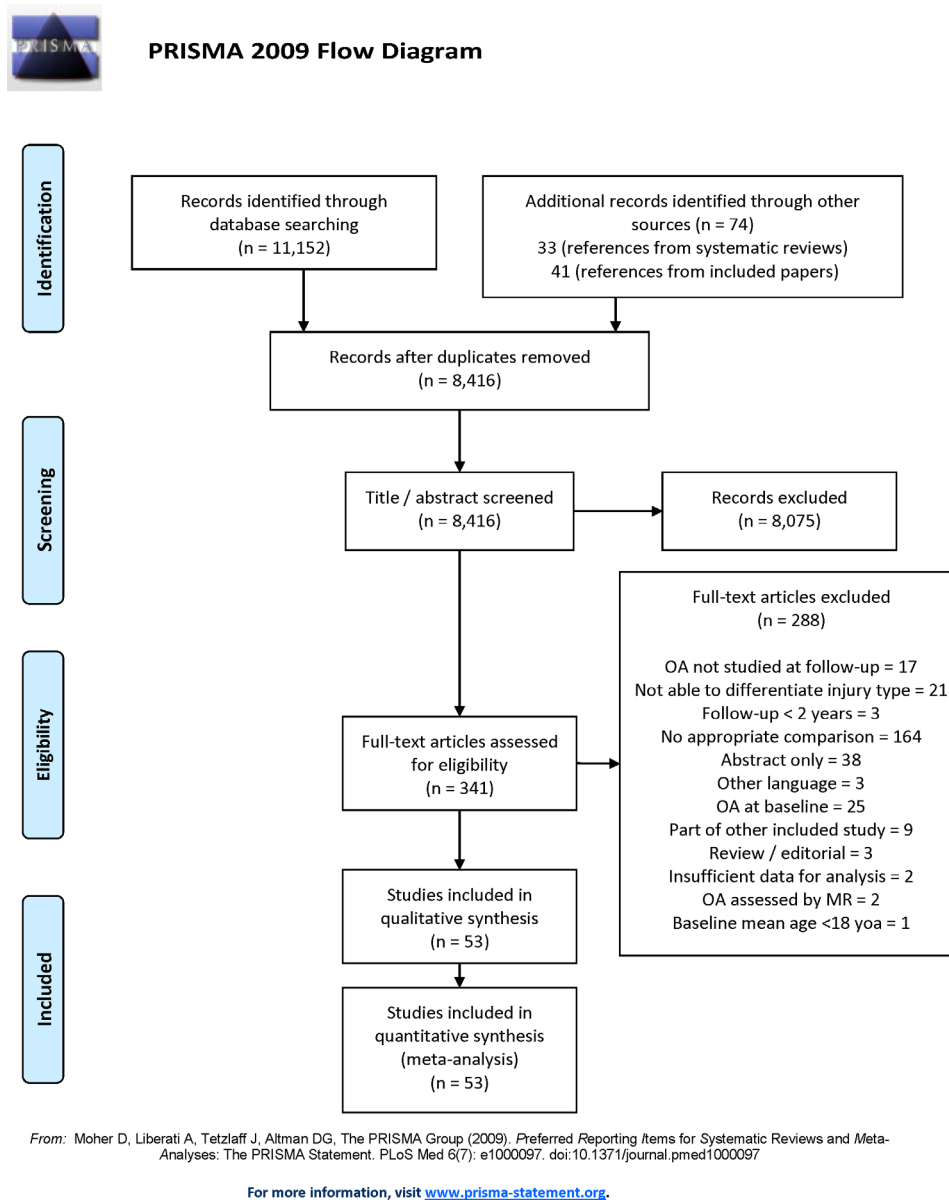 PRISMA
PRISMA 2009 Flow Diagram
Identification
Records identified through
database searching
(n = 11,152)
Additional records identified through other
sources (n = 74)
33 (references from systematic reviews)
41 (references from included papers)
Records after duplicates removed
(n = 8,416)
Screening
Title / abstract screened
(n = 8,416)
Records excluded
(n = 8,075)
Eligibility
Full-text articles assessed
for eligibility
(n = 341)
Full-text articles excluded
(n = 288)
OA not studied at follow-up = 17
Not able to differentiate injury type = 21
Follow-up < 2 years = 3
No appropriate comparison = 164
Abstract only = 38
Other language = 3
OA at baseline = 25
Part of other included study = 9
Review / editorial = 3
Insufficient data for analysis = 2
OA assessed by MR = 2
Baseline mean age <18 yoa = 1
Included
Studies included in
qualitative synthesis
(n = 53)
Studies included in
quantitative synthesis
(meta-analysis)
(n = 53)
From: Moher D, Liberati A, Tetzlaff J, Altman DG, The PRISMA Group (2009). Preferred Reporting Items for Systematic Reviews and Meta-
Analyses: The PRISMA Statement. PLoS Med 6(7): e1000097. doi:10.1371/journal.pmed1000097
For more information, visit www.prisma-statement.org.